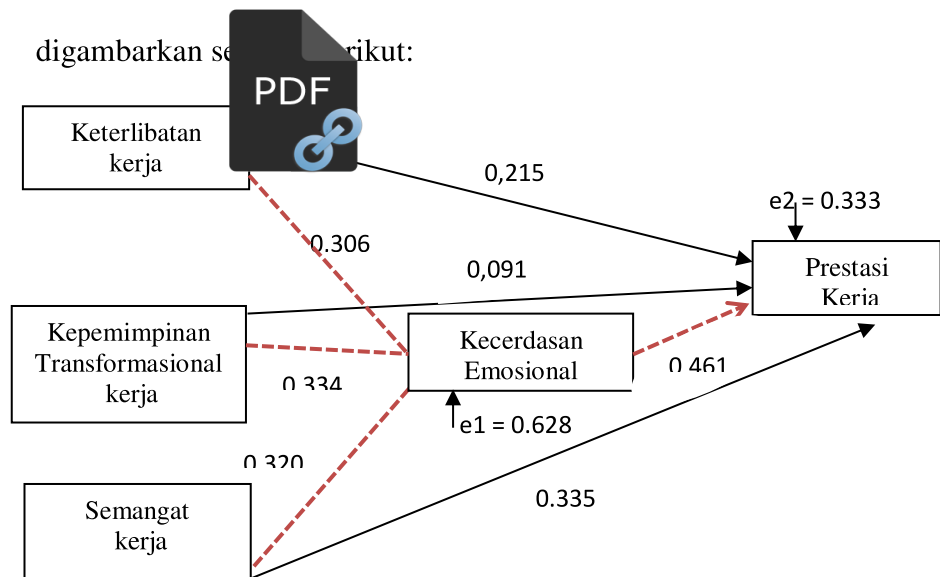 digambarkan
rikut:
PDF
Keterlibatan
kerja
0,215
e2 = 0.333
0.306
0,091
Prestasi
Kerja
Kepemimpinan
Transformasional
kerja
Kecerdasan
Emosional
0.334
0.461
e1 = 0.628
0.320
0.335
Semangat
kerja